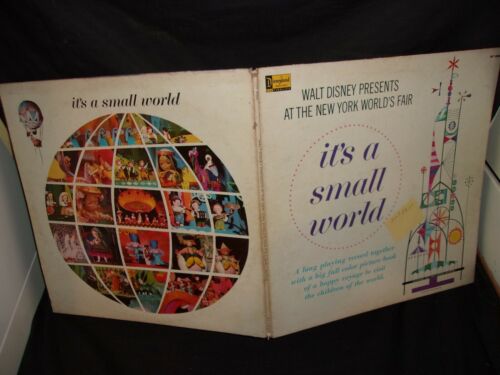 it's a small world
Disneyland
WALT DISNEY PRESENTS
AT THE NEW YORK WORLD'S FAIR
it's a
small
world
A long playing record together
with a big full color picture book
of a happy voyage to visit
the children of the world.